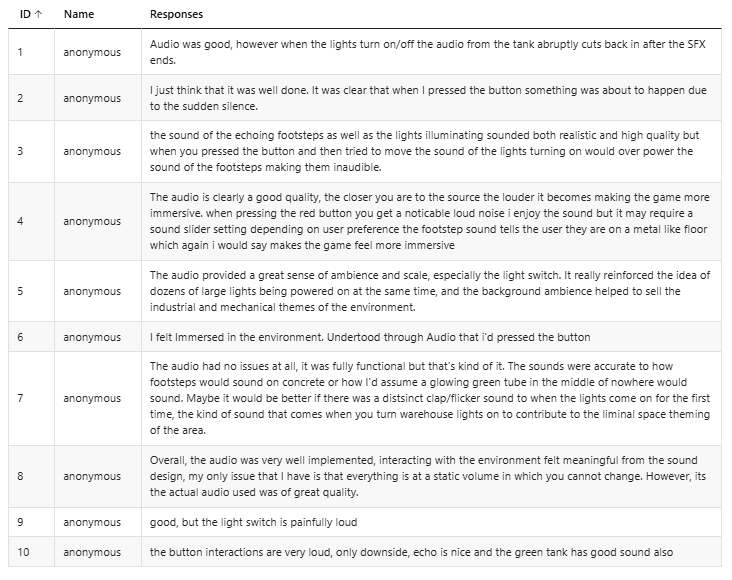 ID ↑ Name Responses
1 anonymous Audio was good, however when the lights turn on/off the audio from the tank abruptly cuts back in after the SFX
ends.
2 anonymous I just think that it was well done. It was clear that when I pressed the button something was about to happen due
to the sudden silence.
3 anonymous the sound of the echoing footsteps as well as the lights illuminating sounded both realistic and high quality but
when you pressed the button and then tried to move the sound of the lights turning on would over power the
sound of the footsteps making them inaudible.
4 anonymous The audio is clearly a good quality, the closer you are to the source the louder it becomes making the game more
immersive. when pressing the red button you get a noticable loud noise i enjoy the sound but it may require a
sound slider setting depending on user preference the footstep sound tells the user they are on a metal like floor
which again i would say makes the game feel more immersive
5 anonymous The audio provided a great sense of ambience and scale, especially the light switch. It really reinforced the idea of
dozens of large lights being powered on at the same time, and the background ambience helped to sell the
industrial and mechanical themes of the environment.
6 anonymous I felt Immersed in the environment. Undertood through Audio that i'd pressed the button
7 anonymous The audio had no issues at all, it was fully functional but that's kind of it. The sounds were accurate to how
footsteps would sound on concrete or how I'd assume a glowing green tube in the middle of nowhere would
sound. Maybe it would be better if there was a distsinct clap/flicker sound to when the lights come on for the first
time, the kind of sound that comes when you turn warehouse lights on to contribute to the liminal space theming
of the area.
8 anonymous Overall, the audio was very well implemented, interacting with the environment felt meaningful from the sound
design, my only issue that I have is that everything is at a static volume in which you cannot change. However, its
the actual audio used was of great quality.
9 anonymous good, but the light switch is painfully loud
10 anonymous the button interactions are very loud, only downside, echo is nice and the green tank has good sound also